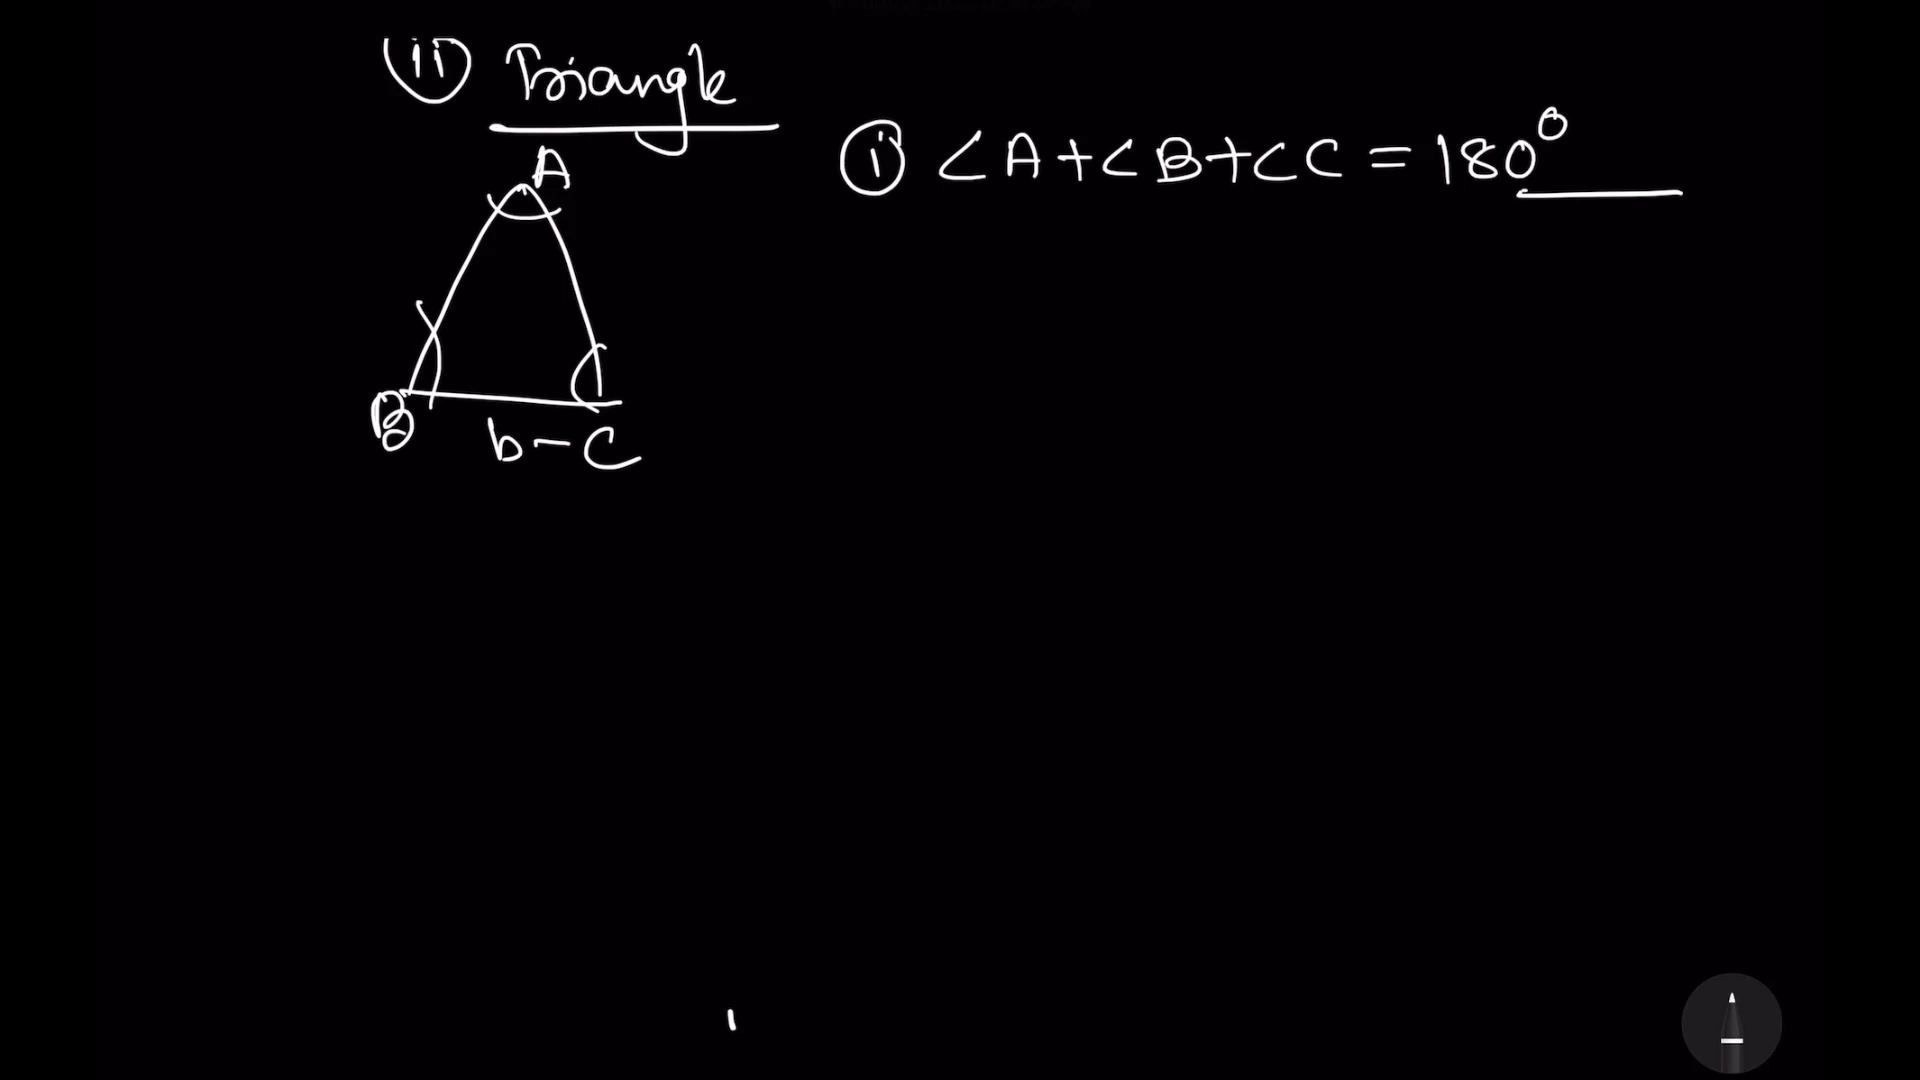 (ii) Triangle
(i) ∠A+∠B+∠C = 180°
A
B b-C